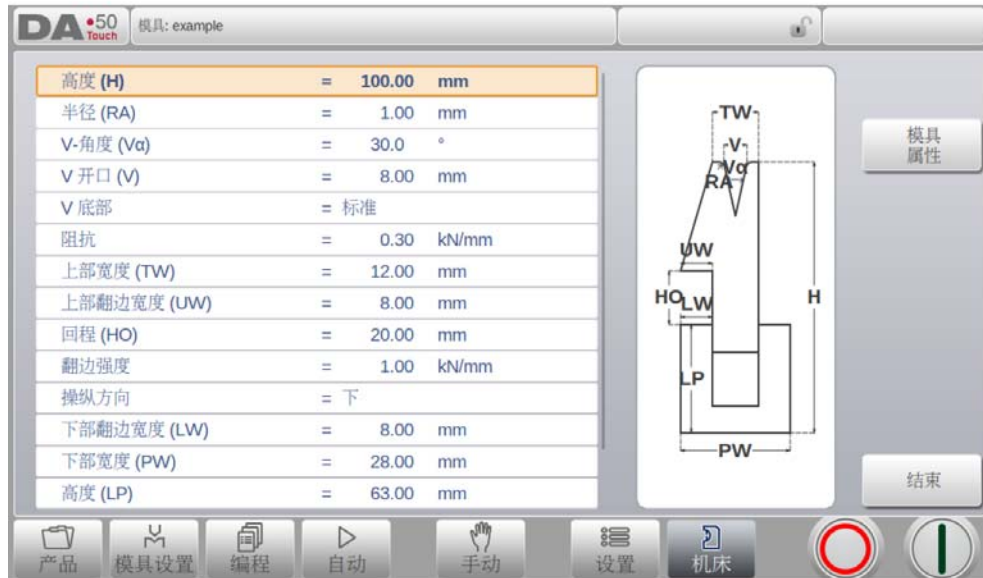 DA•50 Touch
模具: example
高度 (H) = 100.00 mm
半径 (RA) = 1.00 mm
V-角度 (Vα) = 30.0 °
V 开口 (V) = 8.00 mm
V 底部 = 标准
阻抗 = 0.30 kN/mm
上部宽度 (TW) = 12.00 mm
上部翻边宽度 (UW) = 8.00 mm
回程 (HO) = 20.00 mm
翻边强度 = 1.00 kN/mm
操纵方向 = 下
下部翻边宽度 (LW) = 8.00 mm
下部宽度 (PW) = 28.00 mm
高度 (LP) = 63.00 mm
TW
V
Vα
RA
UW
HO
LW
H
LP
PW
模具
属性
结束
产品
模具设置
编程
自动
手动
设置
机床